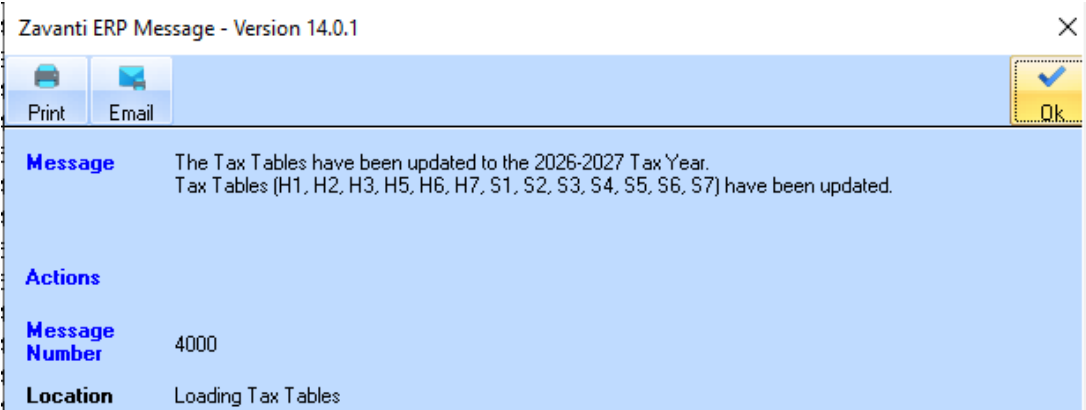 Zavanti ERP Message - Version 14.0.1
Print
Email
Ok
Message
The Tax Tables have been updated to the 2026-2027 Tax Year.
Tax Tables (H1, H2, H3, H5, H6, H7, S1, S2, S3, S4, S5, S6, S7) have been updated.
Actions
Message
Number
4000
Location
Loading Tax Tables